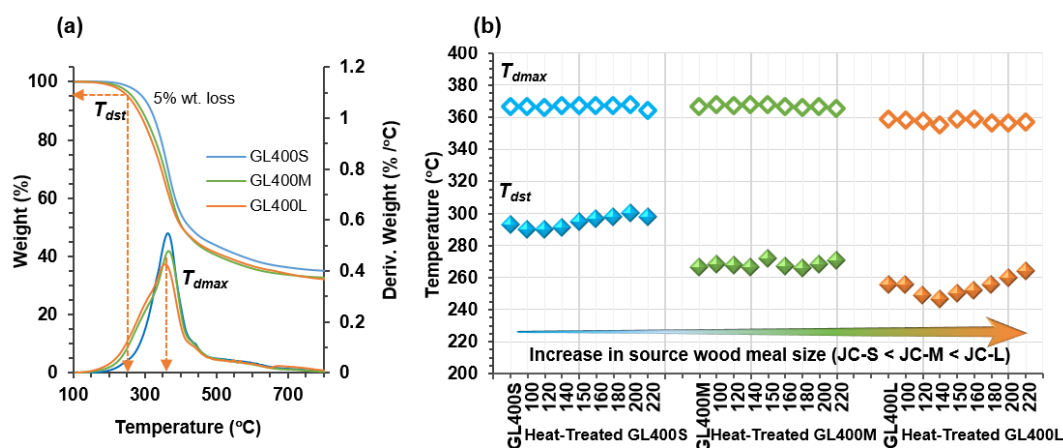 (a)
100
80
60
40
20
0
Weight (%)
1.2
1
0.8
0.6
0.4
0.2
0
Deriv. Weight (% /°C)
100 300 500 700
Temperature (°C)
5% wt. loss
Tdst
GL400S
GL400M
GL400L
Tdmax
(b)
400
380
360
340
320
300
280
260
240
220
200
Temperature (°C)
Tdmax
Tdst
Increase in source wood meal size (JC-S < JC-M < JC-L)
GL400S 100 120 140 150 160 180 200 220
GL400M 100 120 140 150 160 180 200 220
GL400L 100 120 140 150 160 180 200 220
Heat-Treated GL400S Heat-Treated GL400M Heat-Treated GL400L